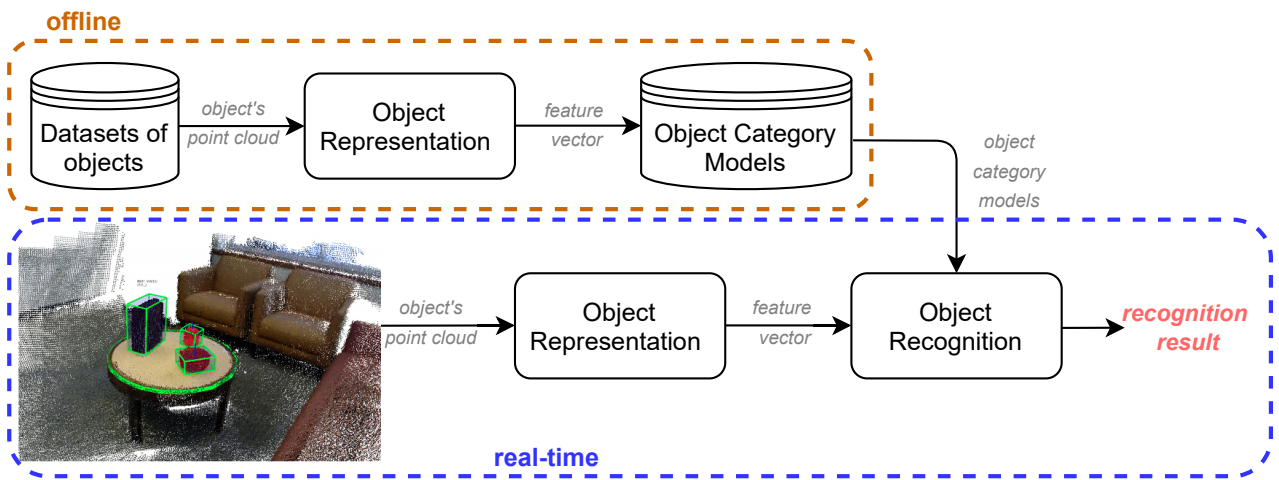 offline
Datasets of
objects
object's
point cloud
Object
Representation
feature
vector
Object Category
Models
object
category
models
object's
point cloud
Object
Representation
feature
vector
Object
Recognition
recognition
result
real-time